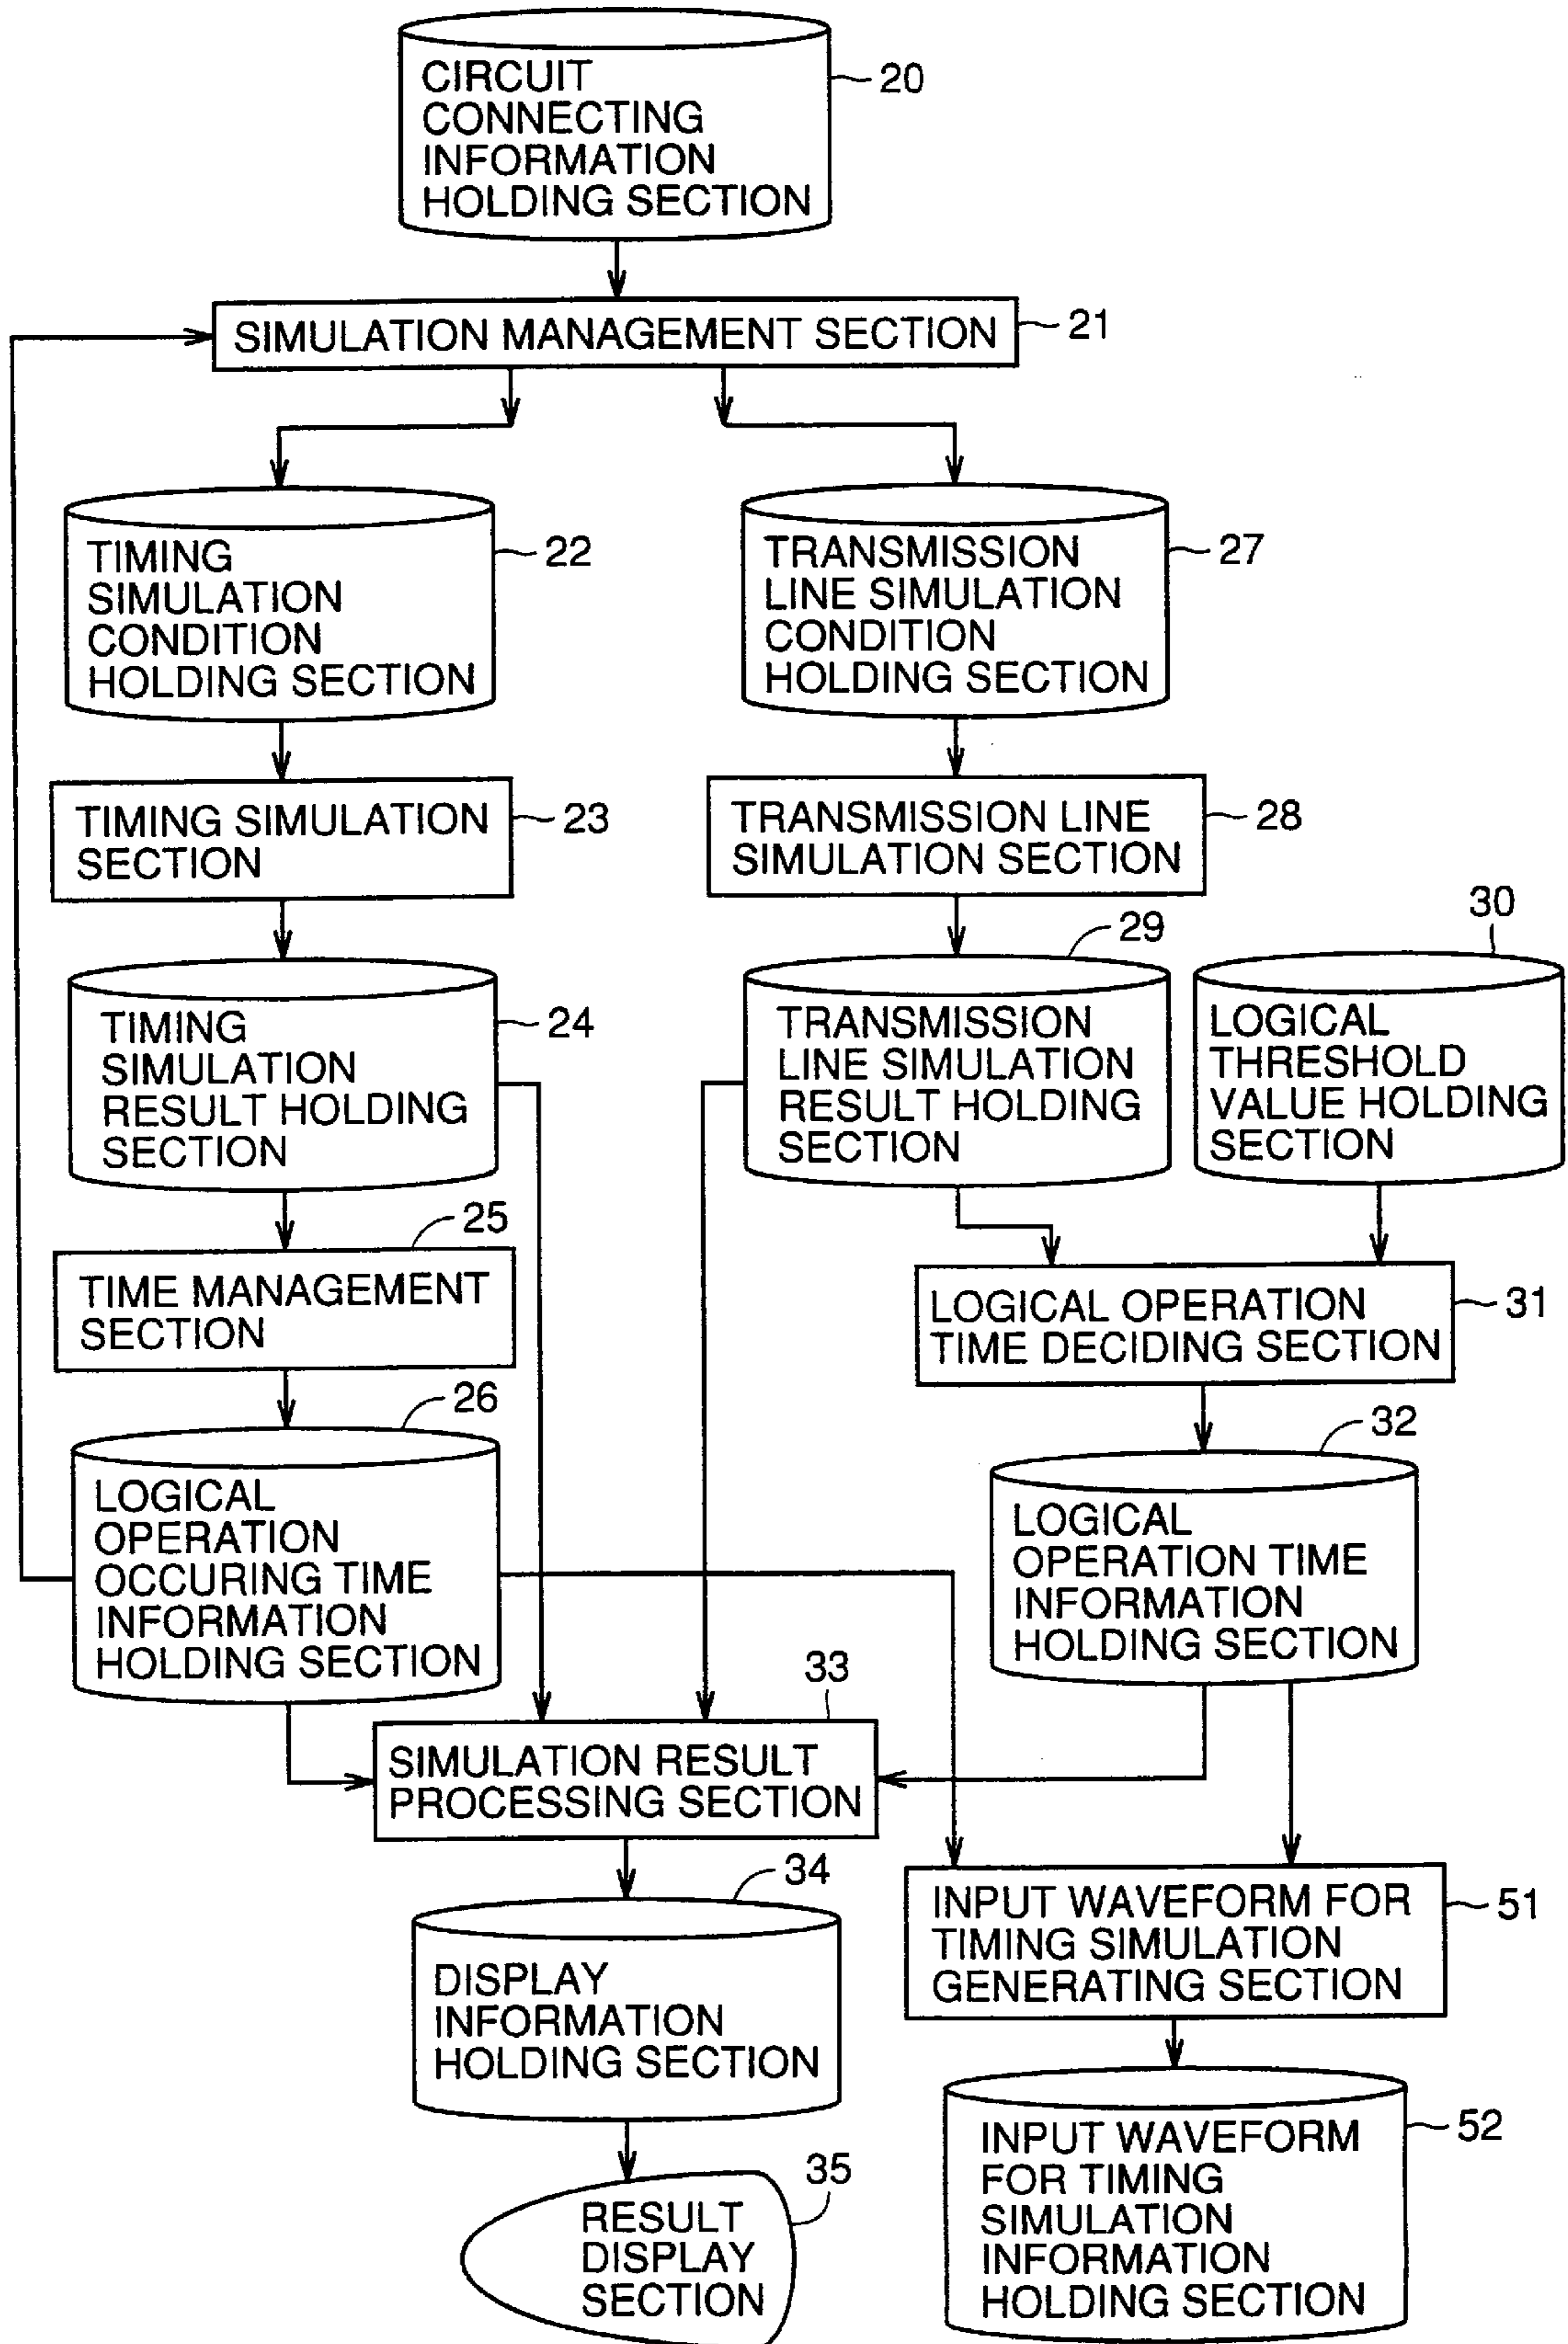 CIRCUIT
CONNECTING
INFORMATION
HOLDING SECTION
20
SIMULATION MANAGEMENT SECTION
21
TIMING
SIMULATION
CONDITION
HOLDING SECTION
22
TRANSMISSION
LINE SIMULATION
CONDITION
HOLDING SECTION
27
TIMING SIMULATION
SECTION
23
TRANSMISSION LINE
SIMULATION SECTION
28
TIMING
SIMULATION
RESULT HOLDING
SECTION
24
29
TRANSMISSION
LINE SIMULATION
RESULT HOLDING
SECTION
30
LOGICAL
THRESHOLD
VALUE HOLDING
SECTION
25
TIME MANAGEMENT
SECTION
LOGICAL OPERATION
TIME DECIDING SECTION
31
26
LOGICAL
OPERATION
OCCURING TIME
INFORMATION
HOLDING SECTION
32
LOGICAL
OPERATION TIME
INFORMATION
HOLDING SECTION
33
SIMULATION RESULT
PROCESSING SECTION
34
DISPLAY
INFORMATION
HOLDING SECTION
INPUT WAVEFORM FOR
TIMING SIMULATION
GENERATING SECTION
51
35
RESULT
DISPLAY
SECTION
INPUT WAVEFORM
FOR TIMING
SIMULATION
INFORMATION
HOLDING SECTION
52